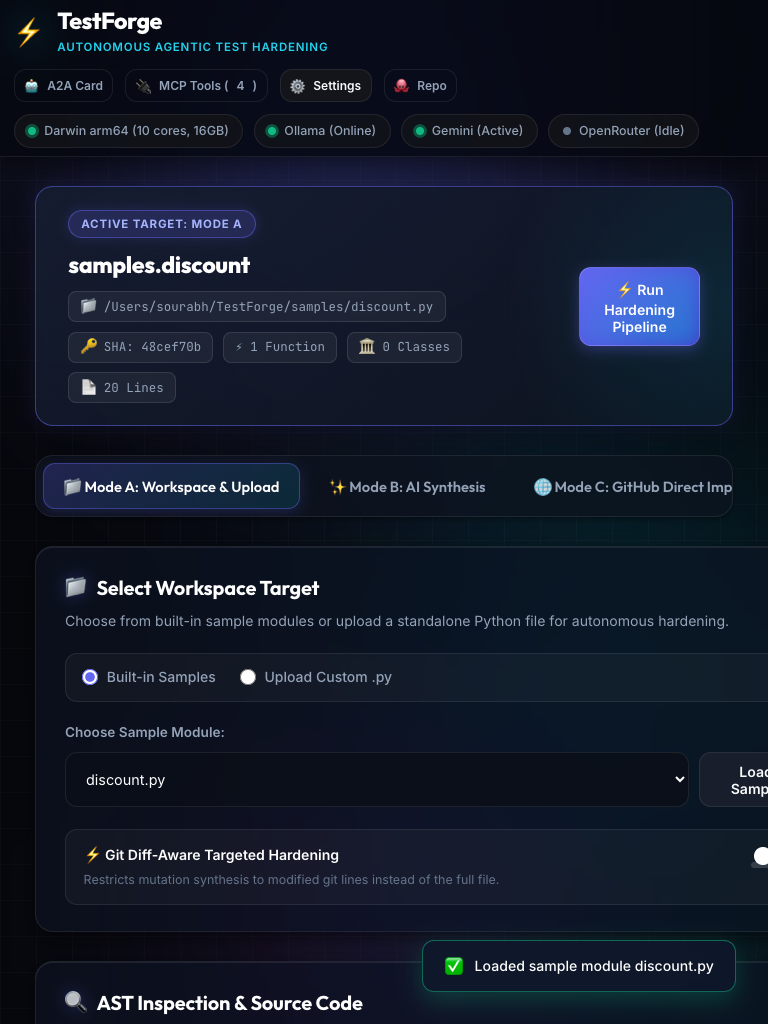 TestForge
AUTONOMOUS AGENTIC TEST HARDENING
A2A Card
MCP Tools ( 4 )
Settings
Repo
Darwin arm64 (10 cores, 16GB)
Ollama (Online)
Gemini (Active)
OpenRouter (Idle)
ACTIVE TARGET: MODE A
samples.discount
/Users/sourabh/TestForge/samples/discount.py
SHA: 48cef70b
⚡ 1 Function
0 Classes
20 Lines
⚡ Run
Hardening
Pipeline
Mode A: Workspace & Upload
Mode B: AI Synthesis
Mode C: GitHub Direct Imp
Select Workspace Target
Choose from built-in sample modules or upload a standalone Python file for autonomous hardening.
Built-in Samples
Upload Custom .py
Choose Sample Module:
discount.py
Load
Samp
⚡ Git Diff-Aware Targeted Hardening
Restricts mutation synthesis to modified git lines instead of the full file.
Loaded sample module discount.py
AST Inspection & Source Code